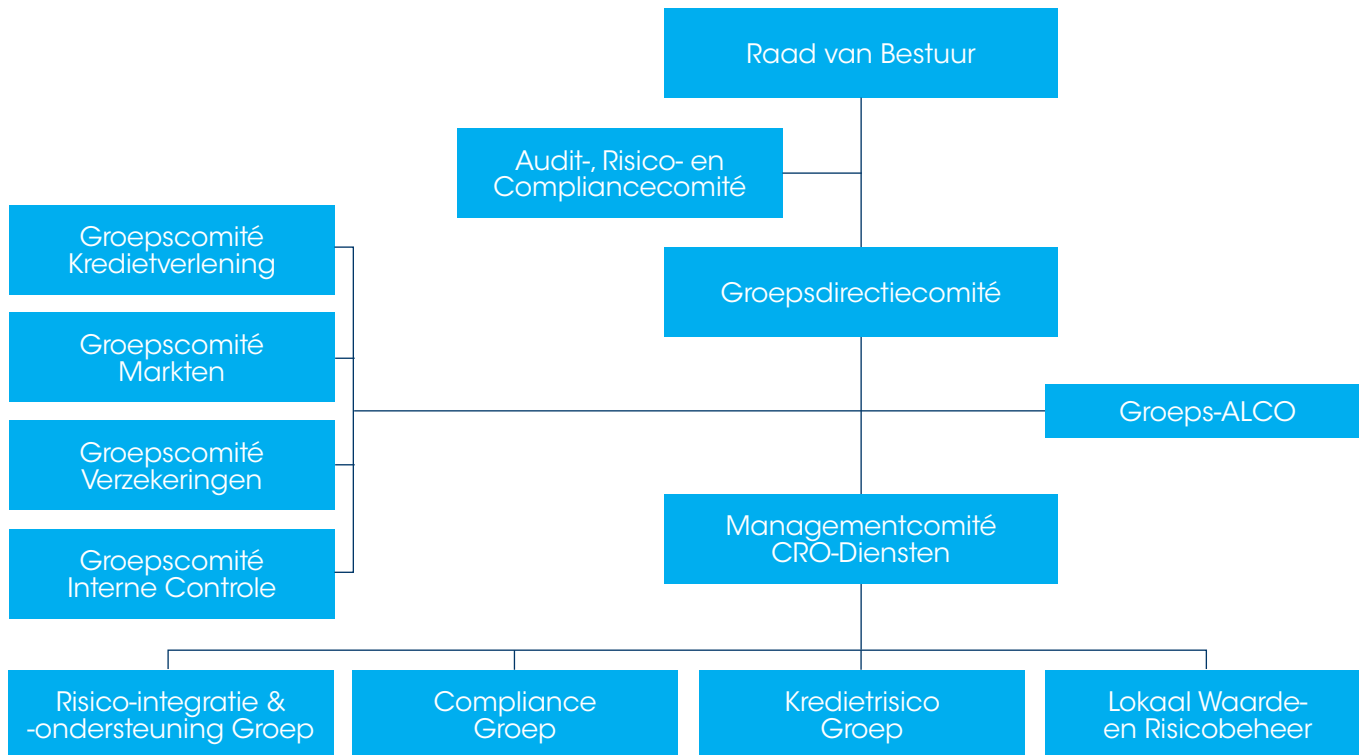 Raad van Bestuur
Audit-, Risico- en
Compliancecomité
Groepscomité
Kredietverlening
Groepsdirectiecomité
Groepscomité
Markten
Groeps-ALCO
Groepscomité
Verzekeringen
Managementcomité
CRO-Diensten
Groepscomité
Interne Controle
Risico-integratie &
-ondersteuning Groep
Compliance
Groep
Kredietrisico
Groep
Lokaal Waarde-
en Risicobeheer